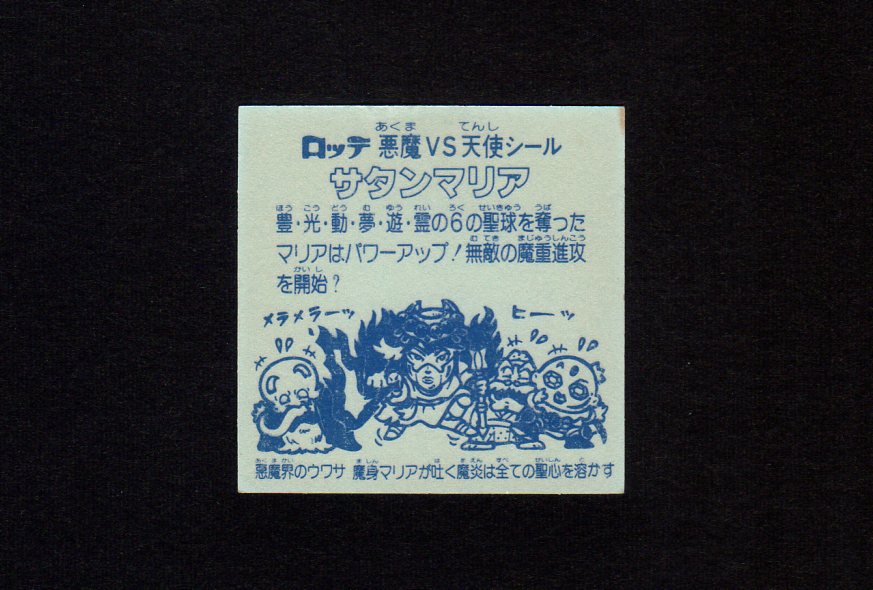 ロッテ 悪魔VS天使シール
サタンマリア
豊・光・動・夢・遊・霊の6の聖球を奪った
マリアはパワーアップ!無敵の魔重進攻
を開始?
メラメラーッ ヒーッ
悪魔界のウワサ 魔身マリアが吐く魔炎は全ての聖心を溶かす